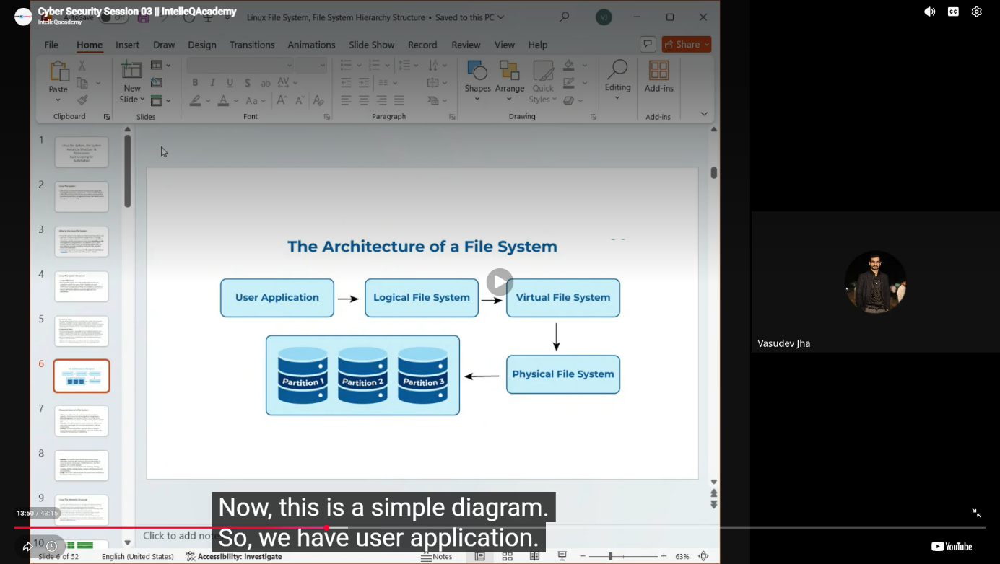 Cyber Security Session 03 || IntelleQAcademy
IntelleQacademy
AutoSave Off
Linux File System, File System Hierarchy Structure • Saved to this PC
VJ
File Home Insert Draw Design Transitions Animations Slide Show Record Review View Help
Share
Paste
New
Slide
Shapes Arrange Quick
Styles
Editing
Add-ins
Clipboard Slides Font Paragraph Drawing Add-ins
1
2
3
4
5
6
7
8
9
10
The Architecture of a File System
User Application
Logical File System
Virtual File System
Partition 1
Partition 2
Partition 3
Physical File System
Vasudev Jha
Now, this is a simple diagram.
So, we have user application.
13:50 / 43:15
Click to add note
Slide 6 of 52
English (United States)
Accessibility: Investigate
Notes
63%
YouTube